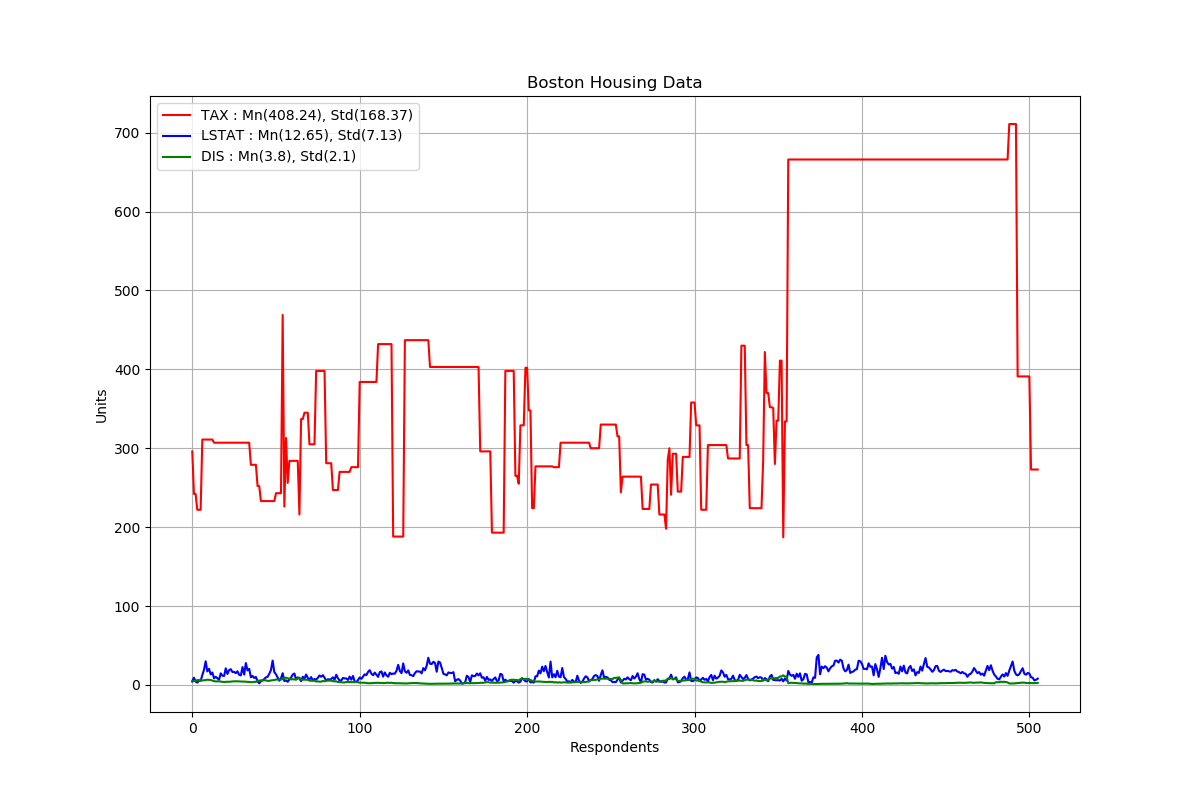 Boston Housing Data
TAX : Mn(408.24), Std(168.37)
LSTAT : Mn(12.65), Std(7.13)
DIS : Mn(3.8), Std(2.1)
700
600
500
400
300
200
100
0
Units
0 100 200 300 400 500
Respondents